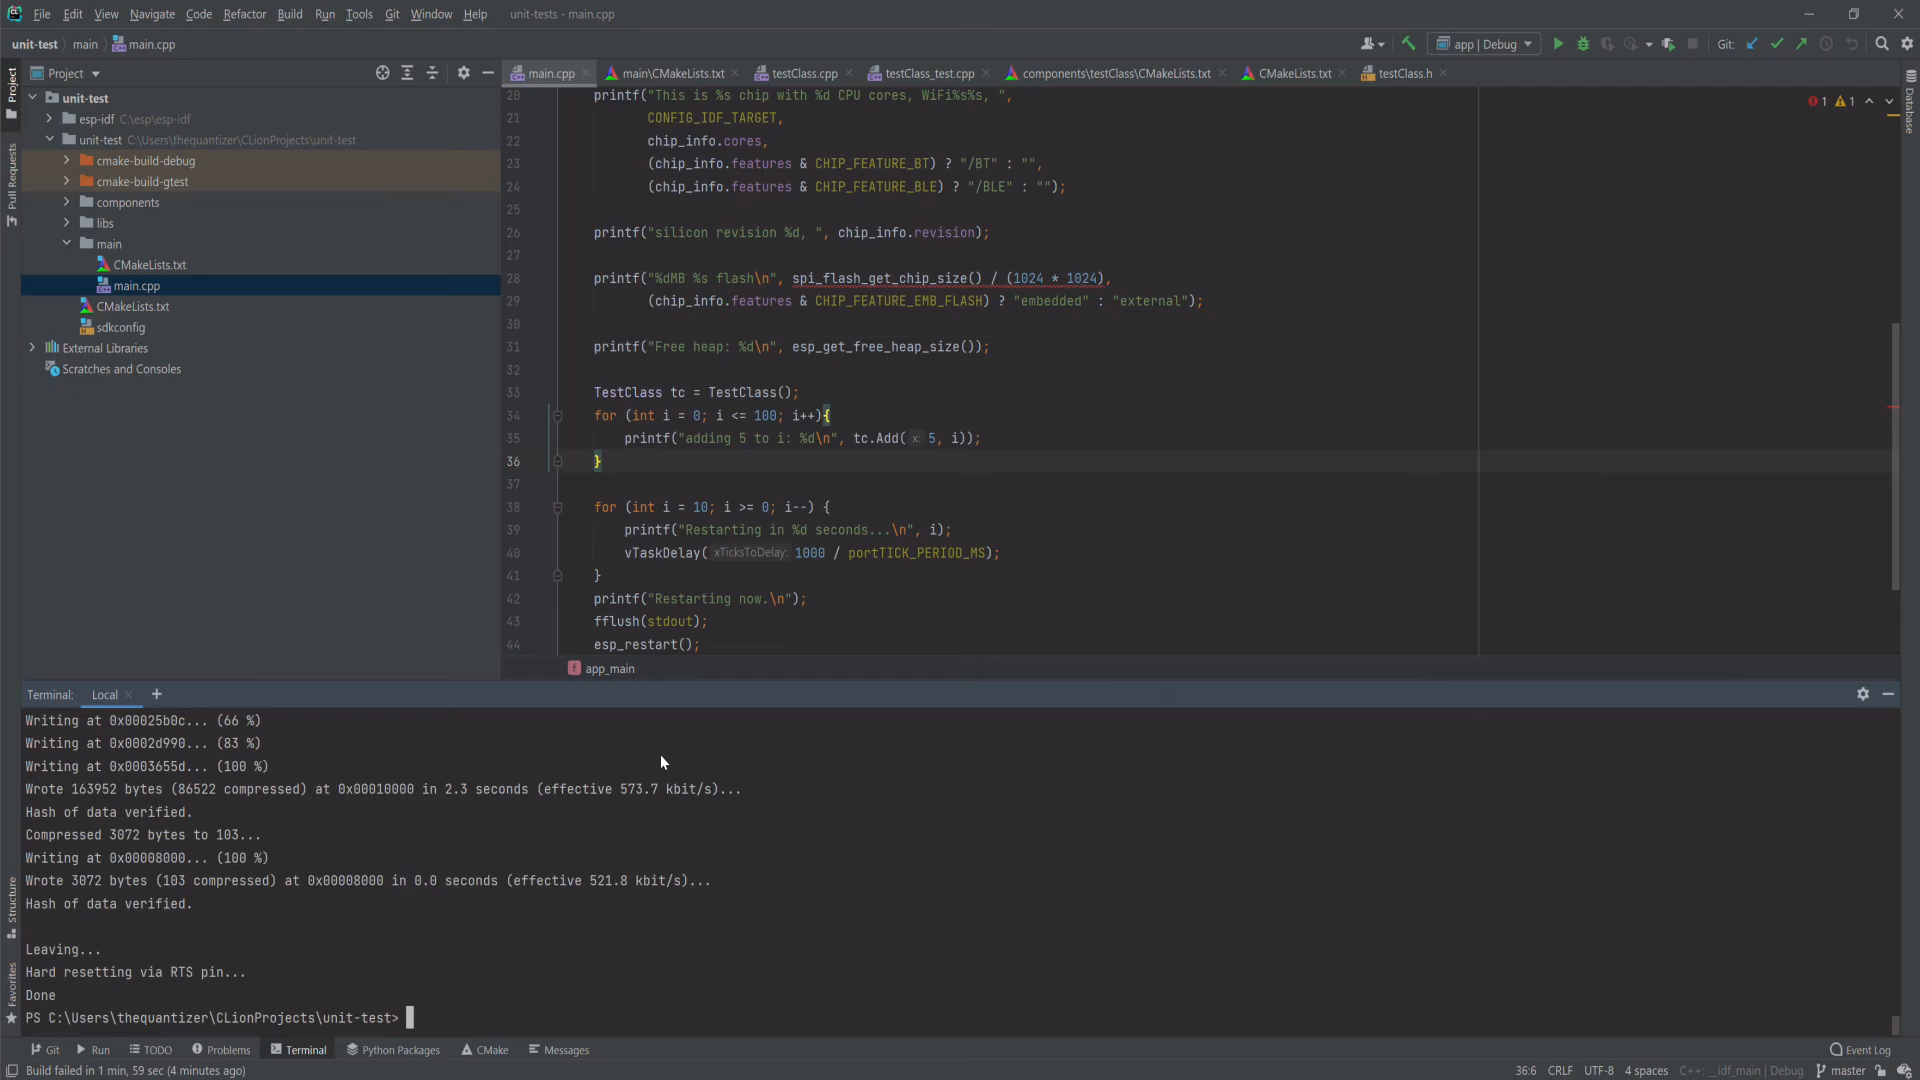 File Edit View Navigate Code Refactor Build Run Tools Git Window Help unit-tests - main.cpp
unit-test main main.cpp app | Debug Git:
Project
main.cpp main\CMakeLists.txt testClass.cpp testClass_test.cpp components\testClass\CMakeLists.txt CMakeLists.txt testClass.h
Project
Pull Requests
Structure
Favorites
Database
unit-test
esp-idf C:\esp\esp-idf
unit-test C:\Users\thequantizer\CLionProjects\unit-test
cmake-build-debug
cmake-build-gtest
components
libs
main
CMakeLists.txt
main.cpp
CMakeLists.txt
sdkconfig
External Libraries
Scratches and Consoles
1 1
20 printf("This is %s chip with %d CPU cores, WiFi%s%s, ",
21 CONFIG_IDF_TARGET,
22 chip_info.cores,
23 (chip_info.features & CHIP_FEATURE_BT) ? "/BT" : "",
24 (chip_info.features & CHIP_FEATURE_BLE) ? "/BLE" : "");
25
26 printf("silicon revision %d, ", chip_info.revision);
27
28 printf("%dMB %s flash\n", spi_flash_get_chip_size() / (1024 * 1024),
29 (chip_info.features & CHIP_FEATURE_EMB_FLASH) ? "embedded" : "external");
30
31 printf("Free heap: %d\n", esp_get_free_heap_size());
32
33 TestClass tc = TestClass();
34 for (int i = 0; i <= 100; i++){
35 printf("adding 5 to i: %d\n", tc.Add( x: 5, i));
36 }
37
38 for (int i = 10; i >= 0; i--) {
39 printf("Restarting in %d seconds...\n", i);
40 vTaskDelay( xTicksToDelay: 1000 / portTICK_PERIOD_MS);
41 }
42 printf("Restarting now.\n");
43 fflush(stdout);
44 esp_restart();
f app_main
Terminal: Local
Writing at 0x00025b0c... (66 %)
Writing at 0x0002d990... (83 %)
Writing at 0x0003655d... (100 %)
Wrote 163952 bytes (86522 compressed) at 0x00010000 in 2.3 seconds (effective 573.7 kbit/s)...
Hash of data verified.
Compressed 3072 bytes to 103...
Writing at 0x00008000... (100 %)
Wrote 3072 bytes (103 compressed) at 0x00008000 in 0.0 seconds (effective 521.8 kbit/s)...
Hash of data verified.
Leaving...
Hard resetting via RTS pin...
Done
PS C:\Users\thequantizer\CLionProjects\unit-test>
Git Run TODO Problems Terminal Python Packages CMake Messages Event Log
Build failed in 1 min, 59 sec (4 minutes ago) 36:6 CRLF UTF-8 4 spaces C++: __idf_main | Debug master